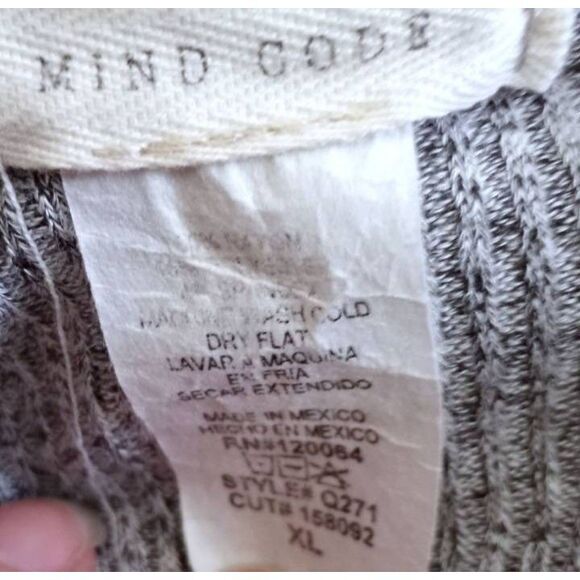 MIND CODE
MACHINE WASH COLD
DRY FLAT
LAVAR A MAQUINA
EN FRIA
SECAR EXTENDIDO
MADE IN MEXICO
HECHO EN MEXICO
RN#120064
STYLE# Q271
CUT# 158092
XL